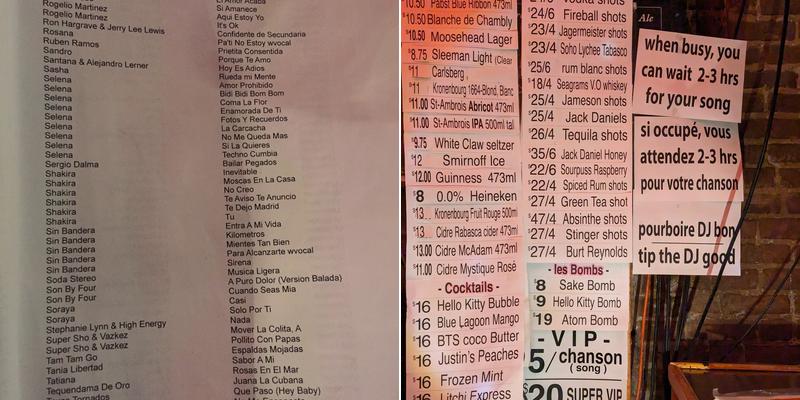 Rogelio Martinez
Rogelio Martinez
Ron Hargrave & Jerry Lee Lewis
Rosana
Ruben Ramos
Sandro
Santana & Alejandro Lerner
Sasha
Selena
Selena
Selena
Selena
Selena
Selena
Selena
Selena
Selena
Sergio Dalma
Shakira
Shakira
Shakira
Shakira
Shakira
Sin Bandera
Sin Bandera
Sin Bandera
Sin Bandera
Sin Bandera
Soda Stereo
Son By Four
Son By Four
Soraya
Soraya
Stephanie Lynn & High Energy
Super Sho & Vazkez
Super Sho & Vazkez
Tam Tam Go
Tania Libertad
Tatiana
Tequendama De Oro
Si Amanece
Aqui Estoy Yo
It's Ok
Confidente de Secundaria
Pa'ti No Estoy wvocal
Frietita Consentida
Porque Te Amo
Hoy Es Adios
Rueda mi Mente
Amor Prohibido
Bidi Bidi Bom Bom
Coma La Flor
Enamorada De Ti
Fotos Y Recuerdos
La Carcacha
No Me Queda Mas
Si La Quieres
Techno Cumbia
Bailar Pegados
Inevitable
Moscas En La Casa
No Creo
Te Aviso Te Anuncio
Te Dejo Madrid
Tu
Entra A Mi Vida
Kilometros
Mientes Tan Bien
Para Alcanzarte wvocal
Sirena
Musica Ligera
A Puro Dolor (Version Balada)
Cuando Seas Mia
Casi
Solo Por Ti
Nada
Mover La Colita, A
Pollito Con Papas
Espaldas Mojadas
Sabor A Mi
Rosas En El Mar
Juana La Cubana
Que Paso (Hey Baby)
$10.50 Pabst Blue Ribbon 473ml
$10.50 Blanche de Chambly
$10.50 Moosehead Lager
$8.75 Sleeman Light (Clear
$11 Carlsberg
$11 Kronenbourg 1664-Blond, Blanc
$11.00 St-Ambrois Abricot 473ml
$11.00 St-Ambrois IPA 500ml tal
$9.75 White Claw seltzer
$12 Smirnoff Ice
$12.00 Guinness 473ml
$8 0.0% Heineken
$13 Kronenbourg Fruit Rouge 500ml
$13 Cidre Rabasca cidre 473ml
$13.00 Cidre McAdam 473ml
$11.00 Cidre Mystique Rosé
- Cocktails -
$16 Hello Kitty Bubble
$16 Blue Lagoon Mango
$16 BTS coco Butter
$16 Justin's Peaches
$16 Frozen Mint
$16 Litchi Express
Vodka shots
$24/6 Fireball shots
$23/4 Jagermeister shots
$23/4 Soho Lychee Tabasco
$25/6 rum blanc shots
$18/4 Seagrams V.O whiskey
$25/4 Jameson shots
$25/4 Jack Daniels
$26/4 Tequila shots
$35/6 Jack Daniel Honey
$22/6 Sourpuss Raspberry
$22/4 Spiced Rum shots
$27/4 Green Tea shot
$47/4 Absinthe shots
$27/4 Stinger shots
$27/4 Burt Reynolds
- les Bombs -
$8 Sake Bomb
$9 Hello Kitty Bomb
$19 Atom Bomb
- V I P -
5/ chanson
( song )
$20 SUPER VIP
Ale
when busy, you
can wait 2-3 hrs
for your song
si occupé, vous
attendez 2-3 hrs
pour votre chanson
pourboire DJ bon
tip the DJ good